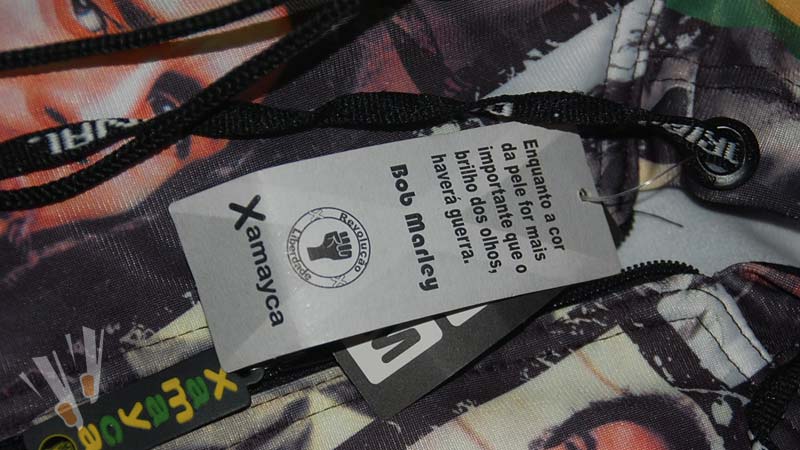 Enquanto a cor
da pele for mais
importante que o
brilho dos olhos,
haverá guerra.
Bob Marley
Revolução
Liberdade
Xamayca
xamayca